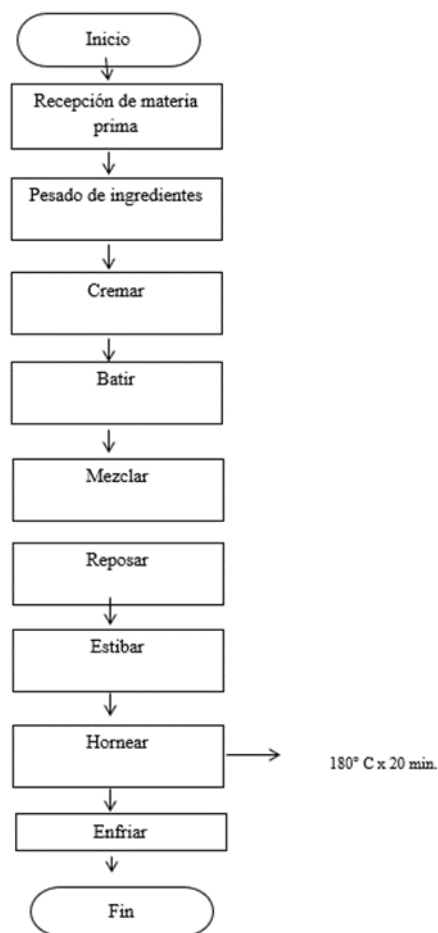 Inicio
Recepción de materia
prima
Pesado de ingredientes
Cremar
Batir
Mezclar
Reposar
Estibar
Hornear
180° C x 20 min.
Enfriar
Fin